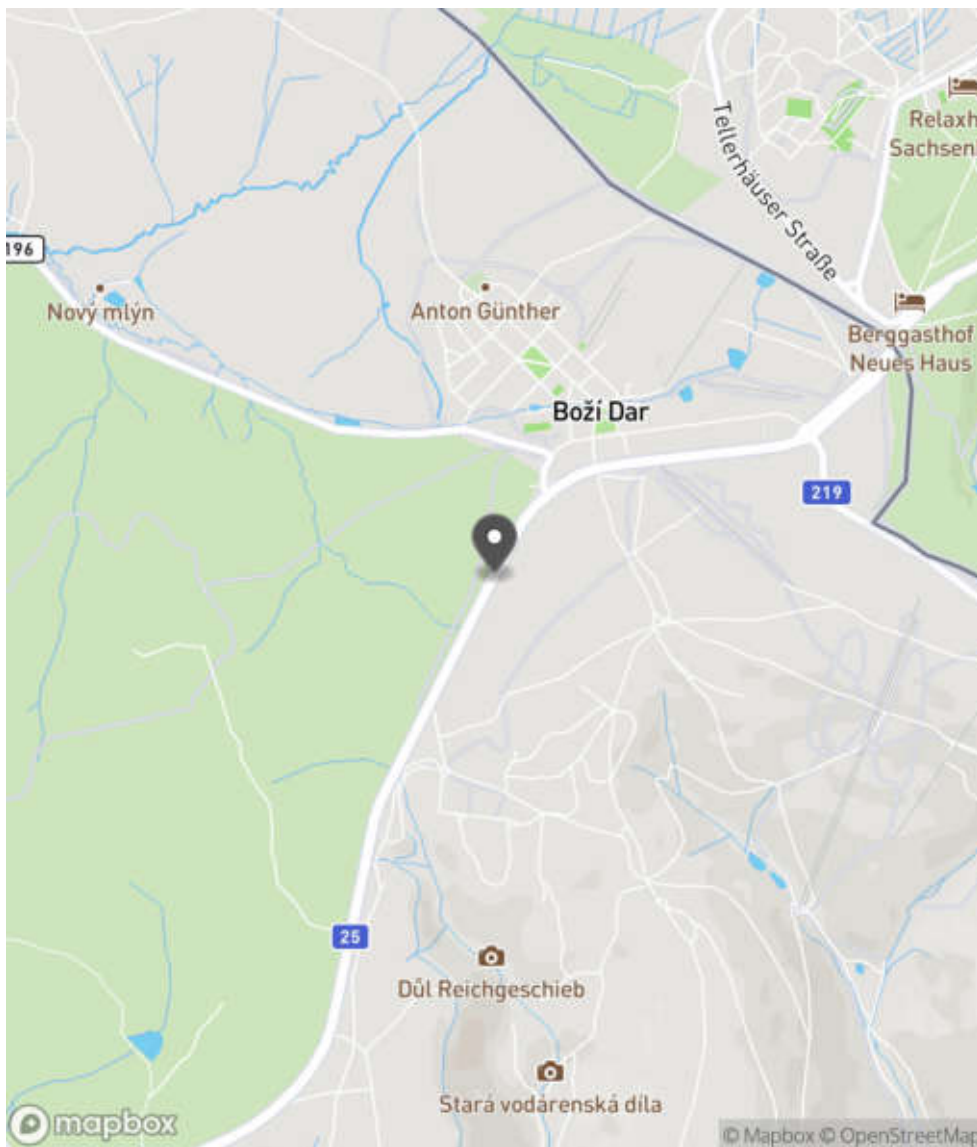 Tellerhäuser Straße
Relaxh
Sachsen
196
Nový mlýn
Anton Günther
Berggasthof
Neues Haus
Boží Dar
219
25
Důl Reichgeschieb
Stará vodárenská díla
mapbox
© Mapbox © OpenStreetMap